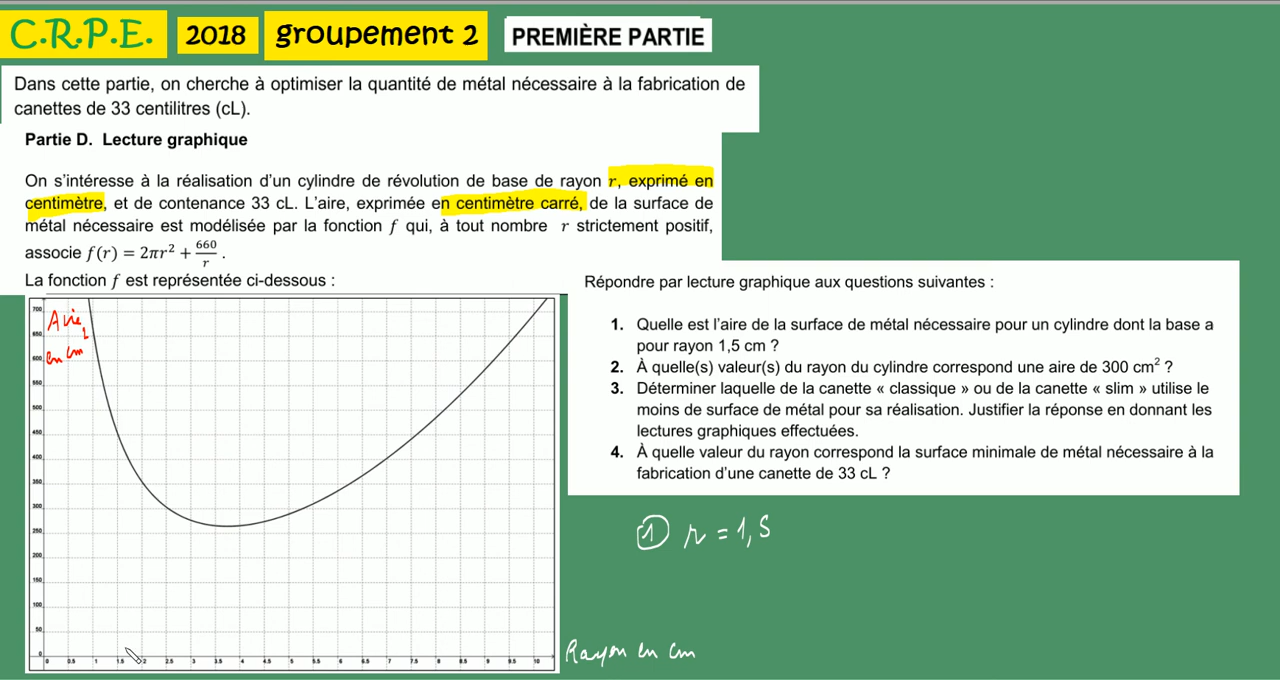 C.R.P.E. 2018 groupement 2 PREMIÈRE PARTIE
Dans cette partie, on cherche à optimiser la quantité de métal nécessaire à la fabrication de
canettes de 33 centilitres (cL).
Partie D. Lecture graphique
On s'intéresse à la réalisation d'un cylindre de révolution de base de rayon r, exprimé en
centimètre, et de contenance 33 cL. L'aire, exprimée en centimètre carré, de la surface de
métal nécessaire est modélisée par la fonction f qui, à tout nombre r strictement positif,
associe f(r) = 2πr² + 660/r .
La fonction f est représentée ci-dessous :
700
650
600
550
500
450
400
350
300
250
200
150
100
50
0
0 0.5 1 1.5 2 2.5 3 3.5 4 4.5 5 5.5 6 6.5 7 7.5 8 8.5 9 9.5 10
Aire
en cm²
Rayon en cm
Répondre par lecture graphique aux questions suivantes :
1. Quelle est l'aire de la surface de métal nécessaire pour un cylindre dont la base a
pour rayon 1,5 cm ?
2. À quelle(s) valeur(s) du rayon du cylindre correspond une aire de 300 cm² ?
3. Déterminer laquelle de la canette « classique » ou de la canette « slim » utilise le
moins de surface de métal pour sa réalisation. Justifier la réponse en donnant les
lectures graphiques effectuées.
4. À quelle valeur du rayon correspond la surface minimale de métal nécessaire à la
fabrication d'une canette de 33 cL ?
① r = 1,5